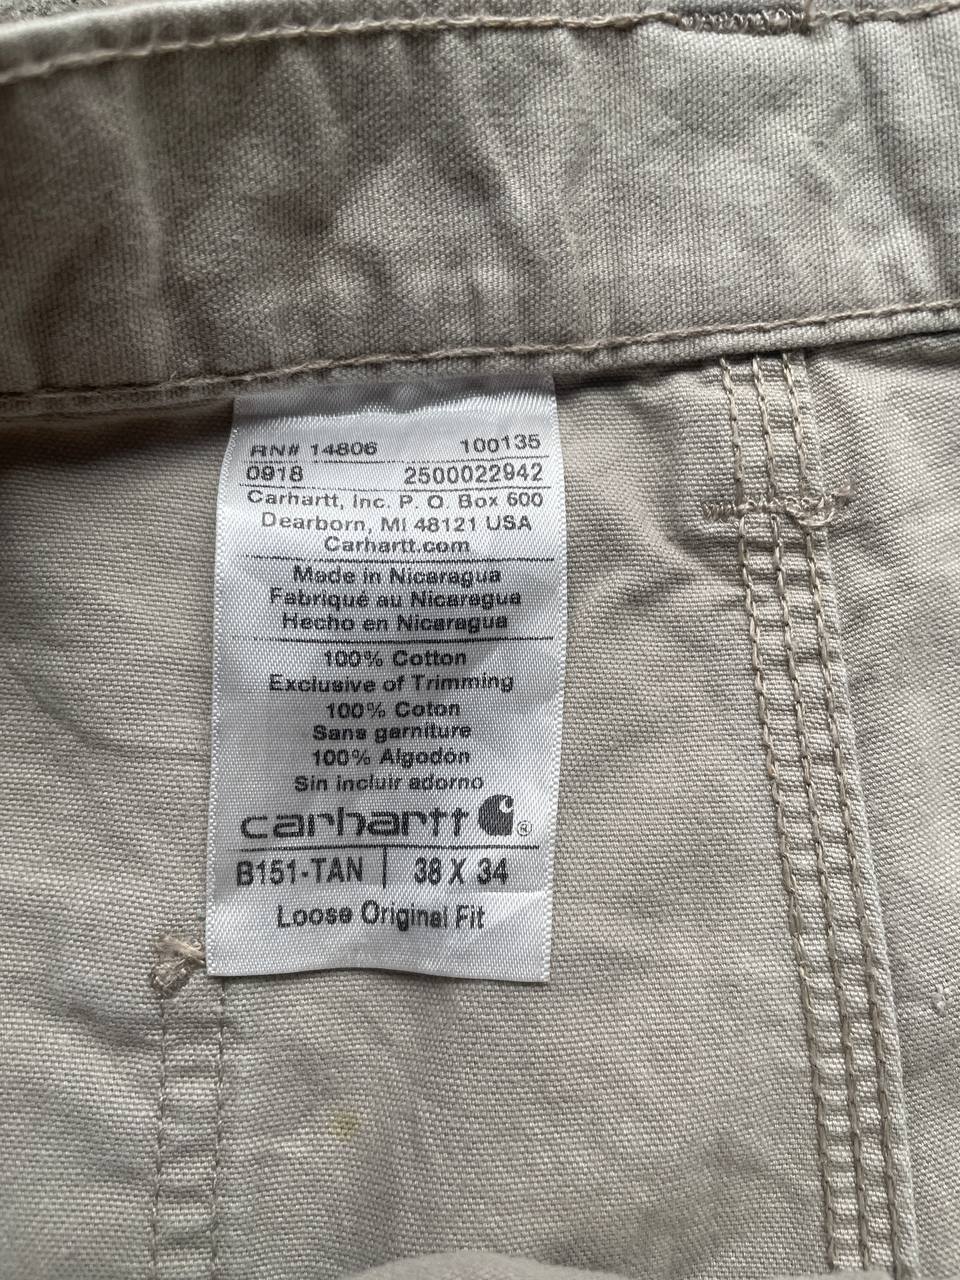 RN# 14806 100135
0918 2500022942
Carhartt, Inc. P. O. Box 600
Dearborn, MI 48121 USA
Carhartt.com
Made in Nicaragua
Fabriqué au Nicaragua
Hecho en Nicaragua
100% Cotton
Exclusive of Trimming
100% Coton
Sans garniture
100% Algodón
Sin incluir adorno
carhartt ®
B151-TAN | 38 X 34
Loose Original Fit